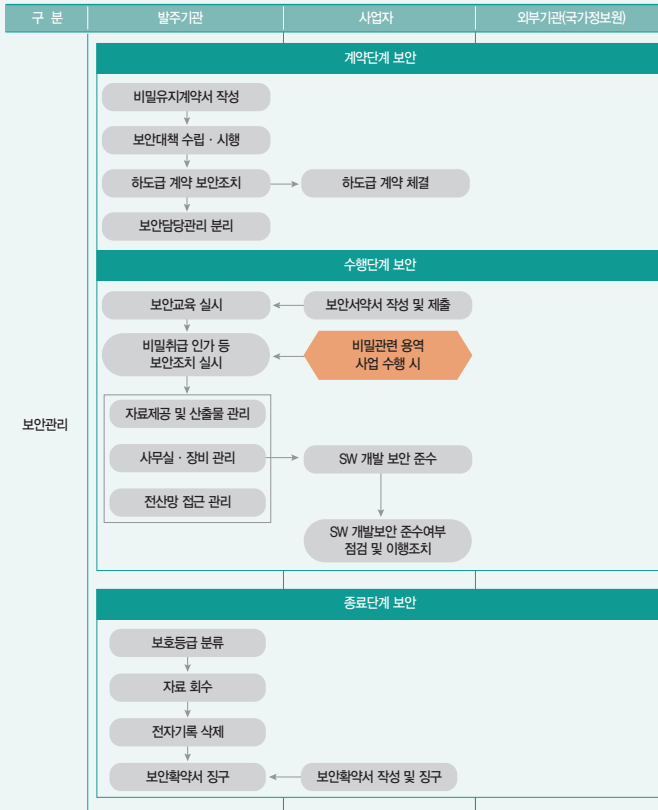 구 분
발주기관
사업자
외부기관(국가정보원)
계약단계 보안
비밀유지계약서 작성
보안대책 수립 · 시행
하도급 계약 보안조치
하도급 계약 체결
보안담당관리 분리
수행단계 보안
보안교육 실시
보안서약서 작성 및 제출
비밀취급 인가 등
보안조치 실시
비밀관련 용역
사업 수행 시
보안관리
자료제공 및 산출물 관리
사무실 · 장비 관리
SW 개발 보안 준수
전산망 접근 관리
SW 개발보안 준수여부
점검 및 이행조치
종료단계 보안
보호등급 분류
자료 회수
전자기록 삭제
보안확약서 징구
보안확약서 작성 및 징구